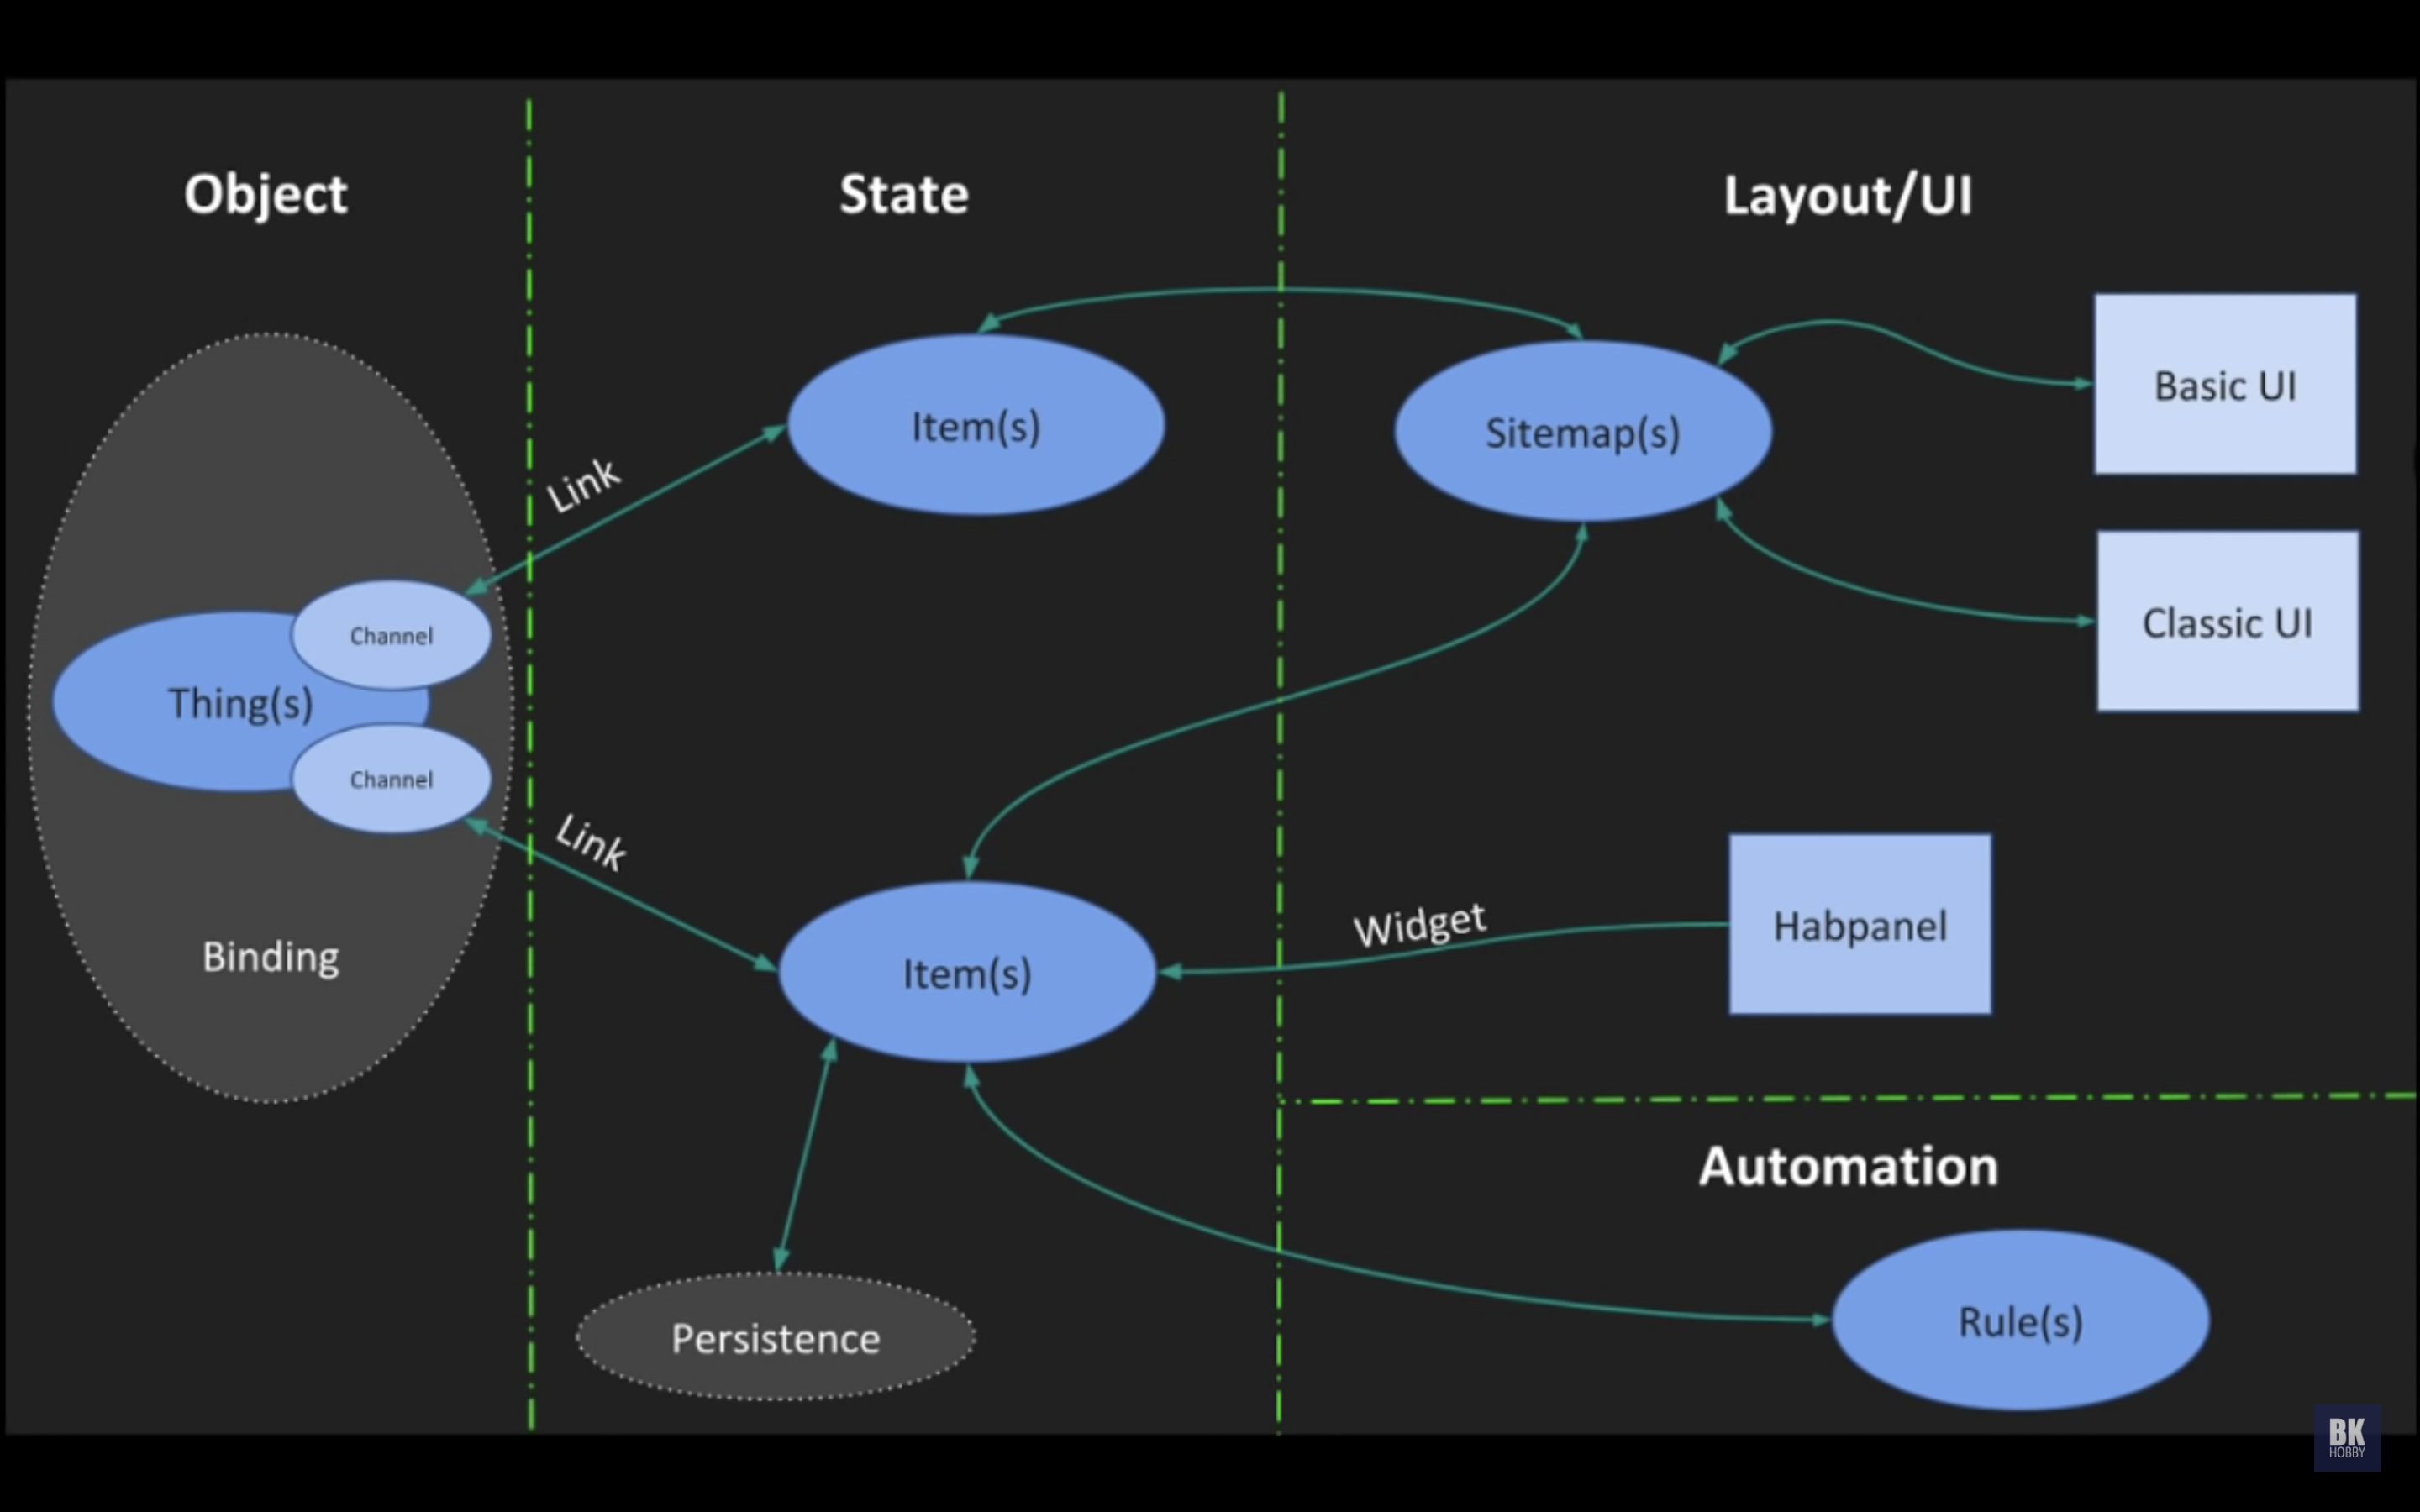 Object
State
Layout/UI
Item(s)
Sitemap(s)
Basic UI
Link
Channel
Thing(s)
Channel
Classic UI
Link
Binding
Item(s)
Widget
Habpanel
Automation
Persistence
Rule(s)
BK
HOBBY